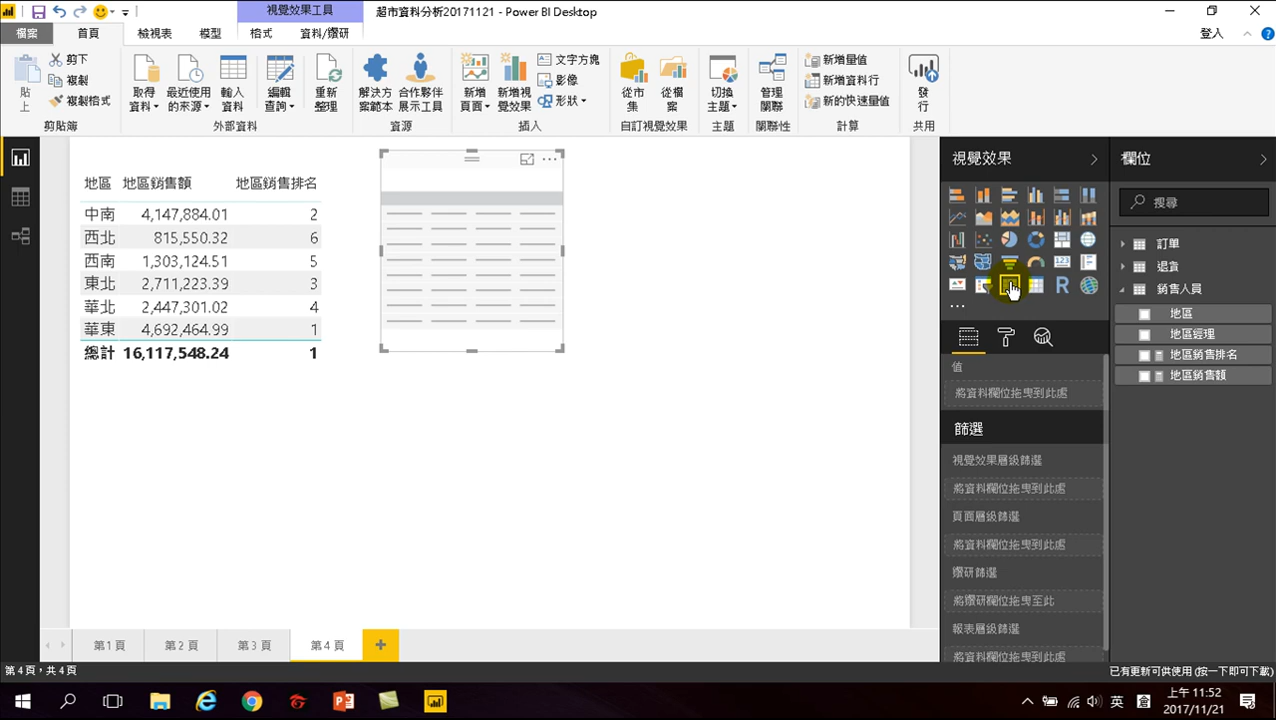 視覺效果工具
超市資料分析20171121 - Power BI Desktop
檔案
首頁
檢視表
模型
格式
資料/鑽研
登入
貼上
剪下
複製
複製格式
剪貼簿
取得資料
最近使用的來源
輸入資料
編輯查詢
重新整理
外部資料
解決方案範本
合作夥伴展示工具
資源
新增頁面
新增視覺效果
文字方塊
影像
形狀
插入
從市集
從檔案
自訂視覺效果
切換主題
主題
管理關聯
關聯性
新增量值
新增資料行
新的快速量值
計算
發行
共用
地區 地區銷售額 地區銷售排名
中南 4,147,884.01 2
西北 815,550.32 6
西南 1,303,124.51 5
東北 2,711,223.39 3
華北 2,447,301.02 4
華東 4,692,464.99 1
總計 16,117,548.24 1
視覺效果
123
R
值
將資料欄位拖曳到此處
篩選
視覺效果層級篩選
將資料欄位拖曳到此處
頁面層級篩選
將資料欄位拖曳到此處
鑽研篩選
將鑽研欄位拖曳至此
報表層級篩選
將資料欄位拖曳到此處
欄位
搜尋
訂單
退貨
銷售人員
地區
地區經理
地區銷售排名
地區銷售額
第1頁
第2頁
第3頁
第4頁
第 4 頁，共 4 頁
已有更新可供使用 (按一下即可下載)
英
上午 11:52
2017/11/21